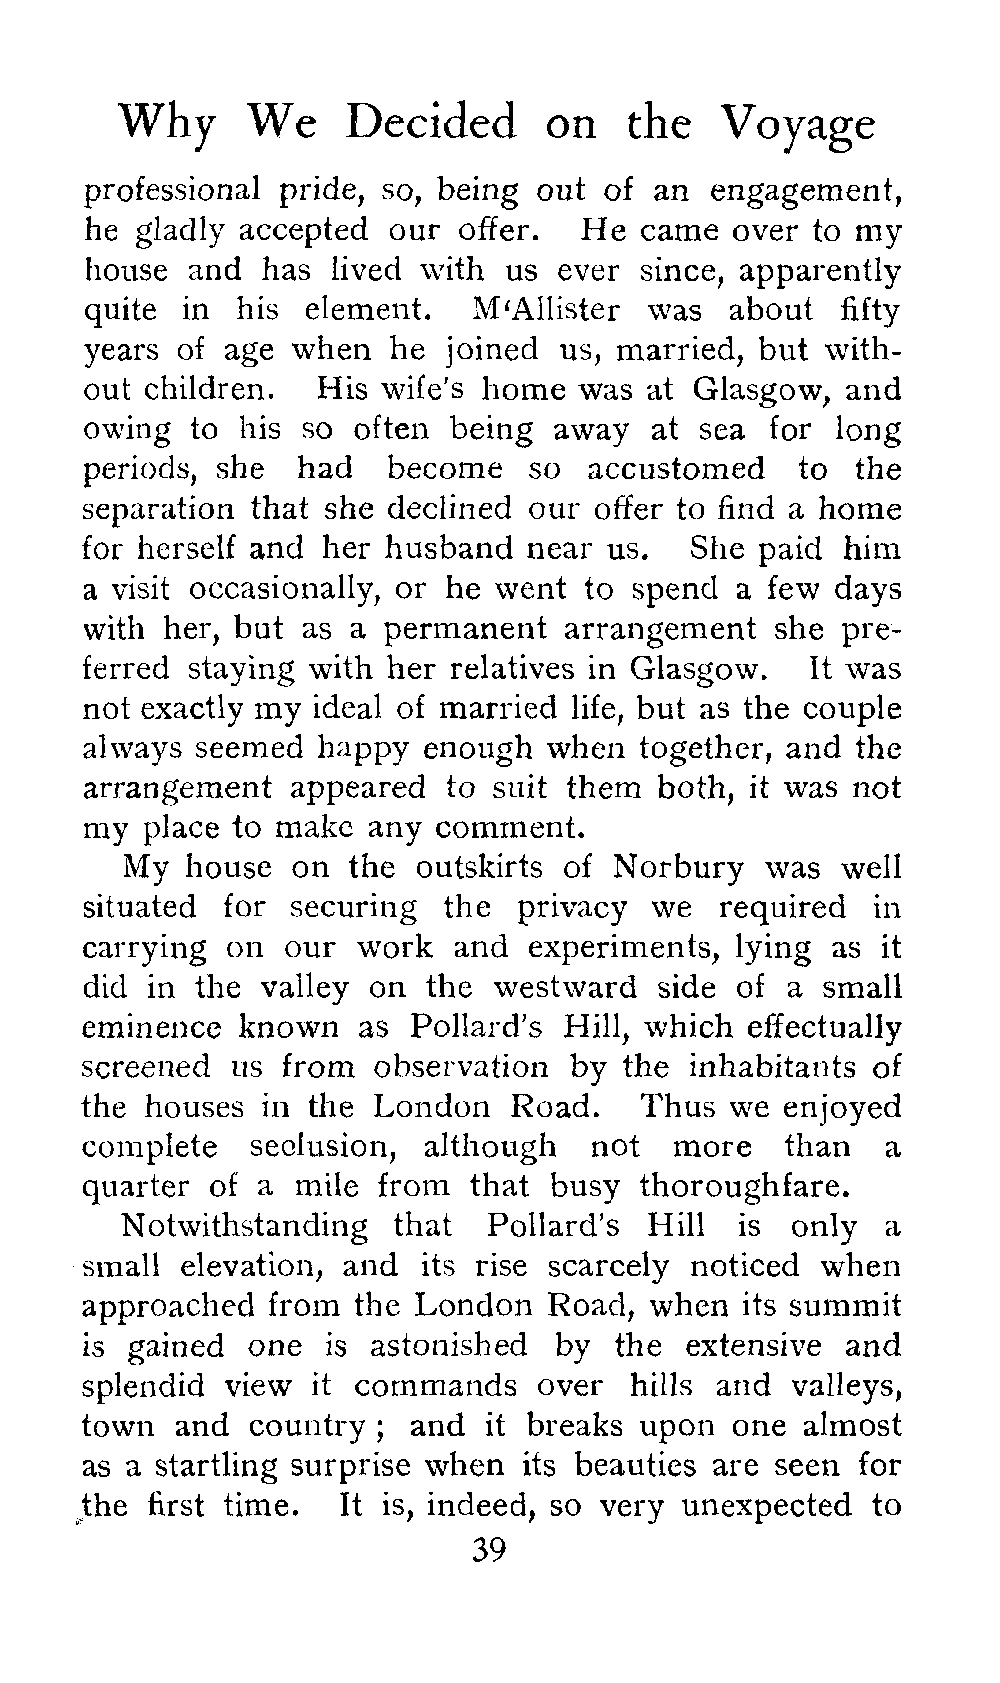 Why We Decided on the Voyage
professional pride, so, being out of an engagement,
he gladly accepted our offer. He came over to my
house and has lived with us ever since, apparently
quite in his element. M‘Allister was about fifty
years of age when he joined us, married, but with-
out children. His wife's home was at Glasgow, and
owing to his so often being away at sea for long
periods, she had become so accustomed to the
separation that she declined our offer to find a home
for herself and her husband near us. She paid him
a visit occasionally, or he went to spend a few days
with her, but as a permanent arrangement she pre-
ferred staying with her relatives in Glasgow. It was
not exactly my ideal of married life, but as the couple
always seemed happy enough when together, and the
arrangement appeared to suit them both, it was not
my place to make any comment.
My house on the outskirts of Norbury was well
situated for securing the privacy we required in
carrying on our work and experiments, lying as it
did in the valley on the westward side of a small
eminence known as Pollard's Hill, which effectually
screened us from observation by the inhabitants of
the houses in the London Road. Thus we enjoyed
complete seclusion, although not more than a
quarter of a mile from that busy thoroughfare.
Notwithstanding that Pollard's Hill is only a
small elevation, and its rise scarcely noticed when
approached from the London Road, when its summit
is gained one is astonished by the extensive and
splendid view it commands over hills and valleys,
town and country ; and it breaks upon one almost
as a startling surprise when its beauties are seen for
the first time. It is, indeed, so very unexpected to
39